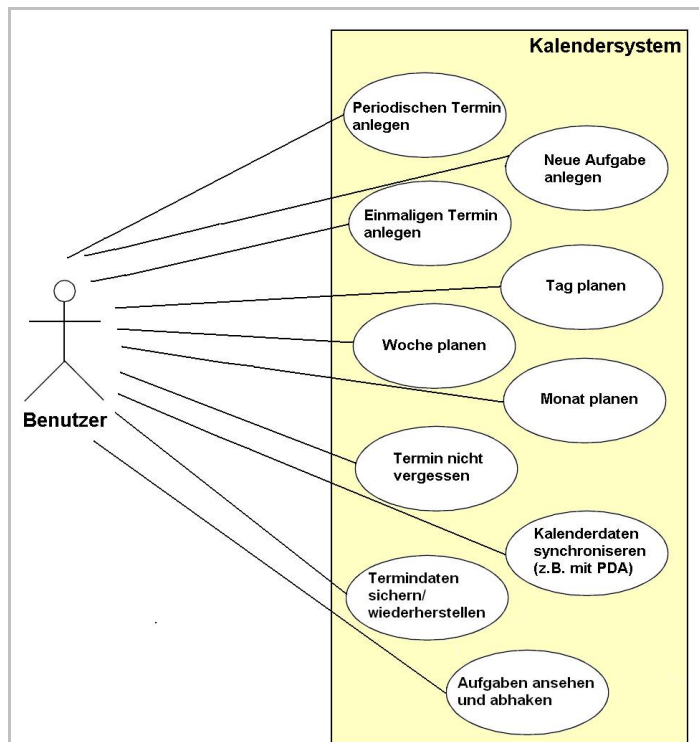 Kalendersystem
Periodischen Termin
anlegen
Neue Aufgabe
anlegen
Einmaligen Termin
anlegen
Tag planen
Woche planen
Monat planen
Benutzer
Termin nicht
vergessen
Kalenderdaten
synchroniseren
(z.B. mit PDA)
Termindaten
sichern/
wiederherstellen
Aufgaben ansehen
und abhaken